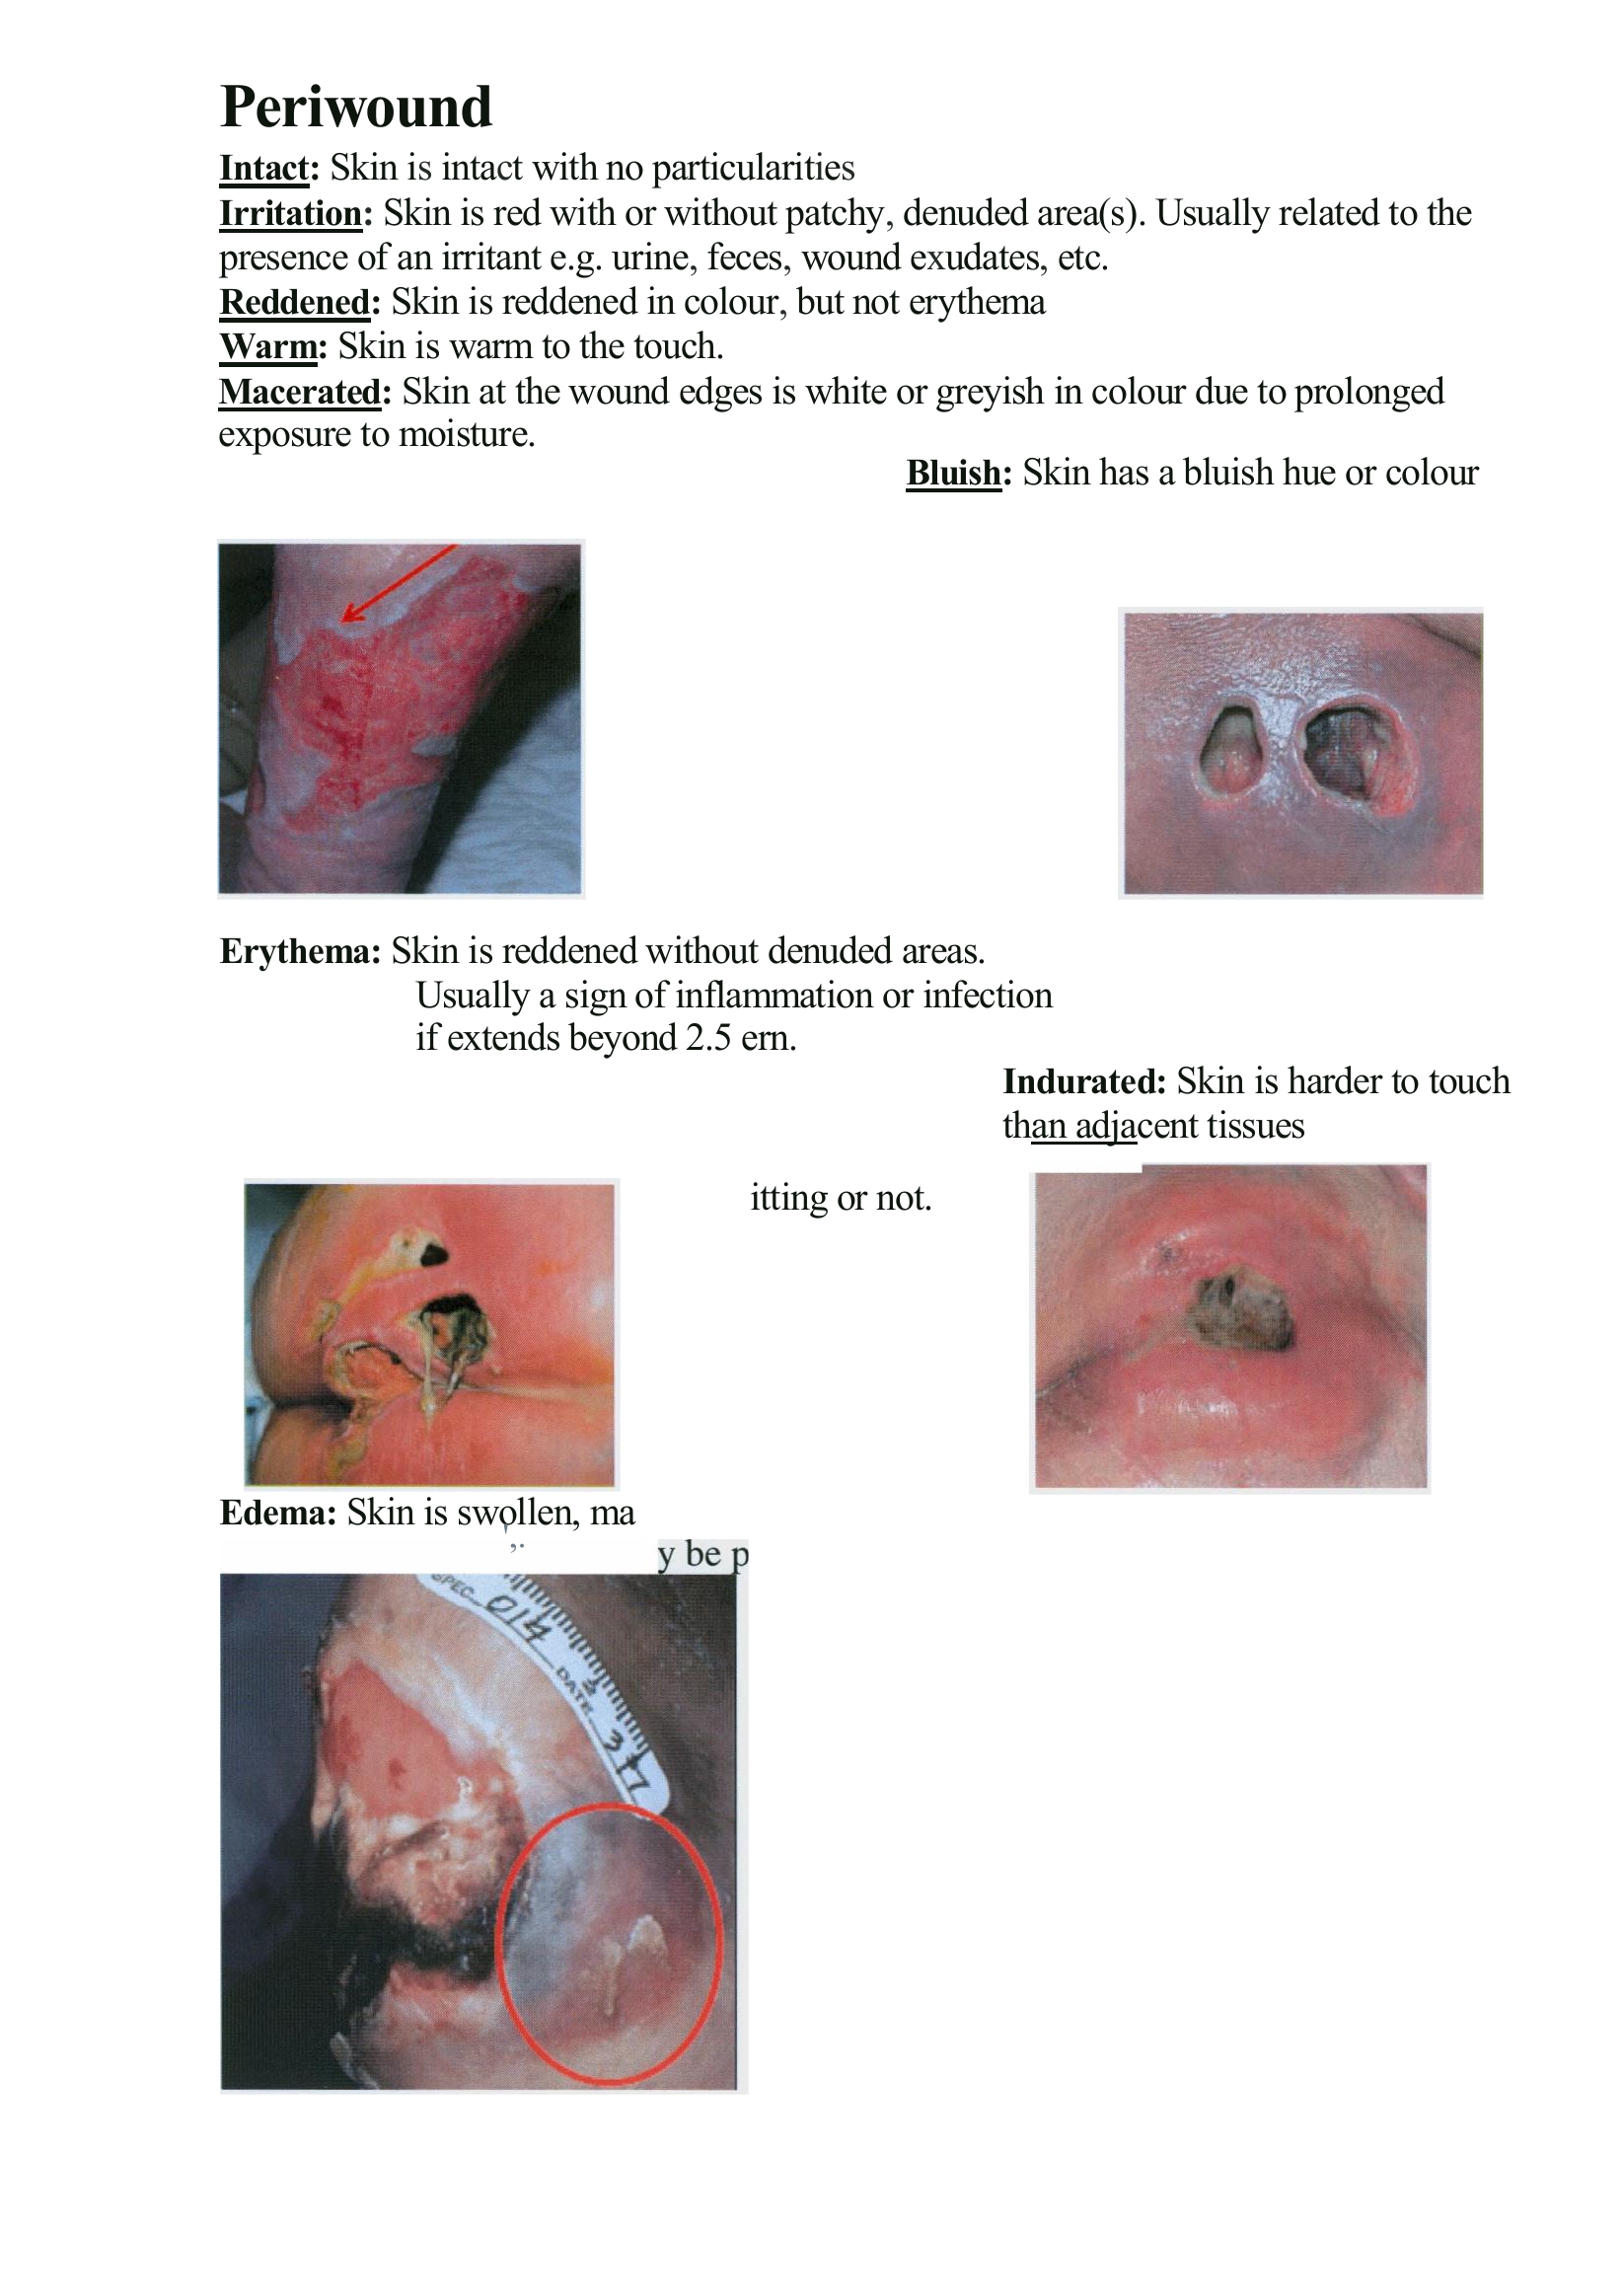 Periwound
Intact: Skin is intact with no particularities
Irritation: Skin is red with or without patchy, denuded area(s). Usually related to the
presence of an irritant e.g. urine, feces, wound exudates, etc.
Reddened: Skin is reddened in colour, but not erythema
Warm: Skin is warm to the touch.
Macerated: Skin at the wound edges is white or greyish in colour due to prolonged
exposure to moisture.
Bluish: Skin has a bluish hue or colour
Erythema: Skin is reddened without denuded areas.
Usually a sign of inflammation or infection
if extends beyond 2.5 ern.
Indurated: Skin is harder to touch
than adjacent tissues
itting or not.
Edema: Skin is swollen, ma
y be p
SPEC. 014
DATE 3